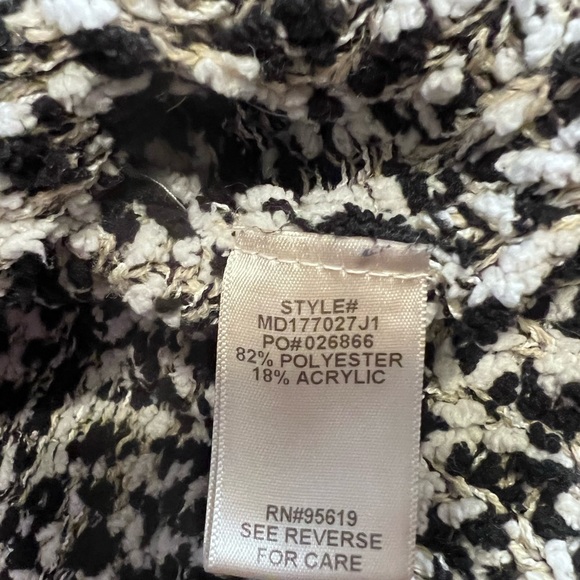 STYLE#
MD177027J1
PO#026866
82% POLYESTER
18% ACRYLIC
RN#95619
SEE REVERSE
FOR CARE